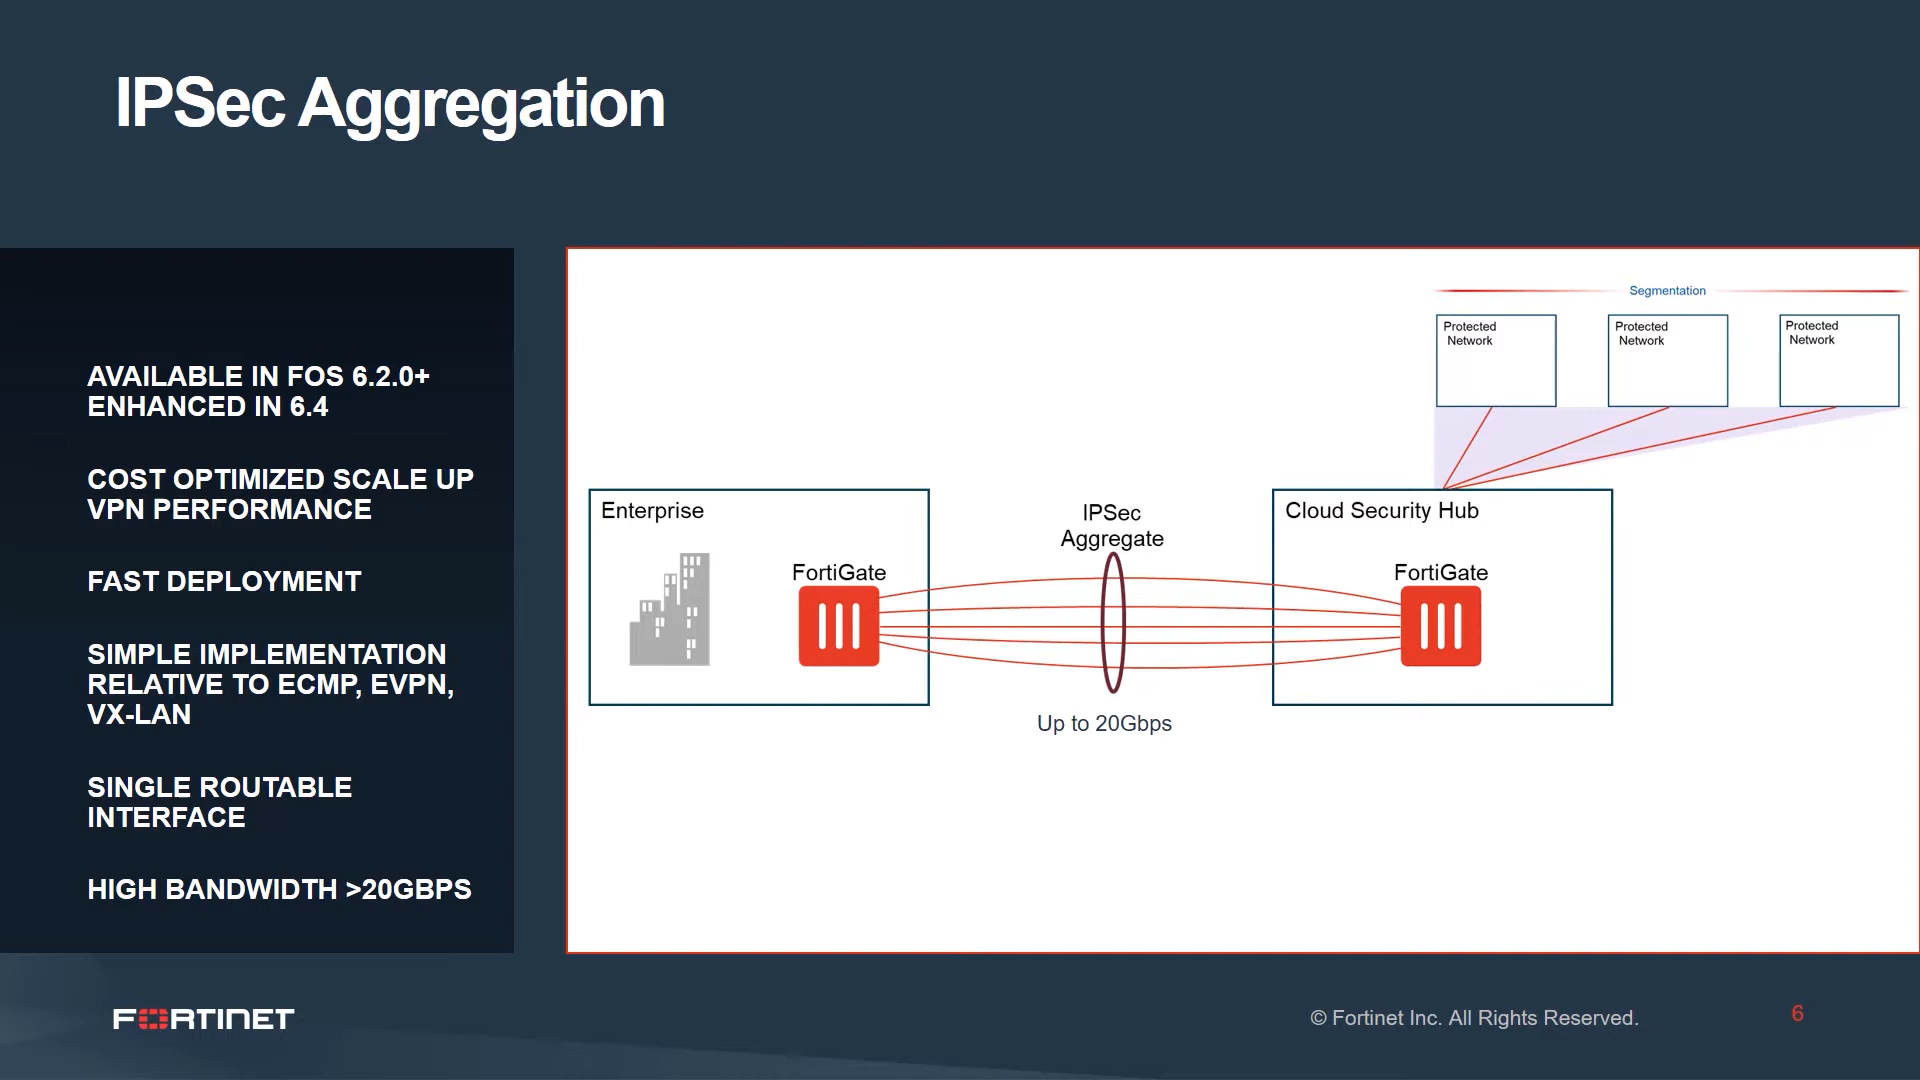 IPSec Aggregation
AVAILABLE IN FOS 6.2.0+
ENHANCED IN 6.4
COST OPTIMIZED SCALE UP
VPN PERFORMANCE
FAST DEPLOYMENT
SIMPLE IMPLEMENTATION
RELATIVE TO ECMP, EVPN,
VX-LAN
SINGLE ROUTABLE
INTERFACE
HIGH BANDWIDTH >20GBPS
Segmentation
Protected
Network
Protected
Network
Protected
Network
Enterprise
FortiGate
IPSec
Aggregate
Up to 20Gbps
Cloud Security Hub
FortiGate
FORTINET
© Fortinet Inc. All Rights Reserved.
6